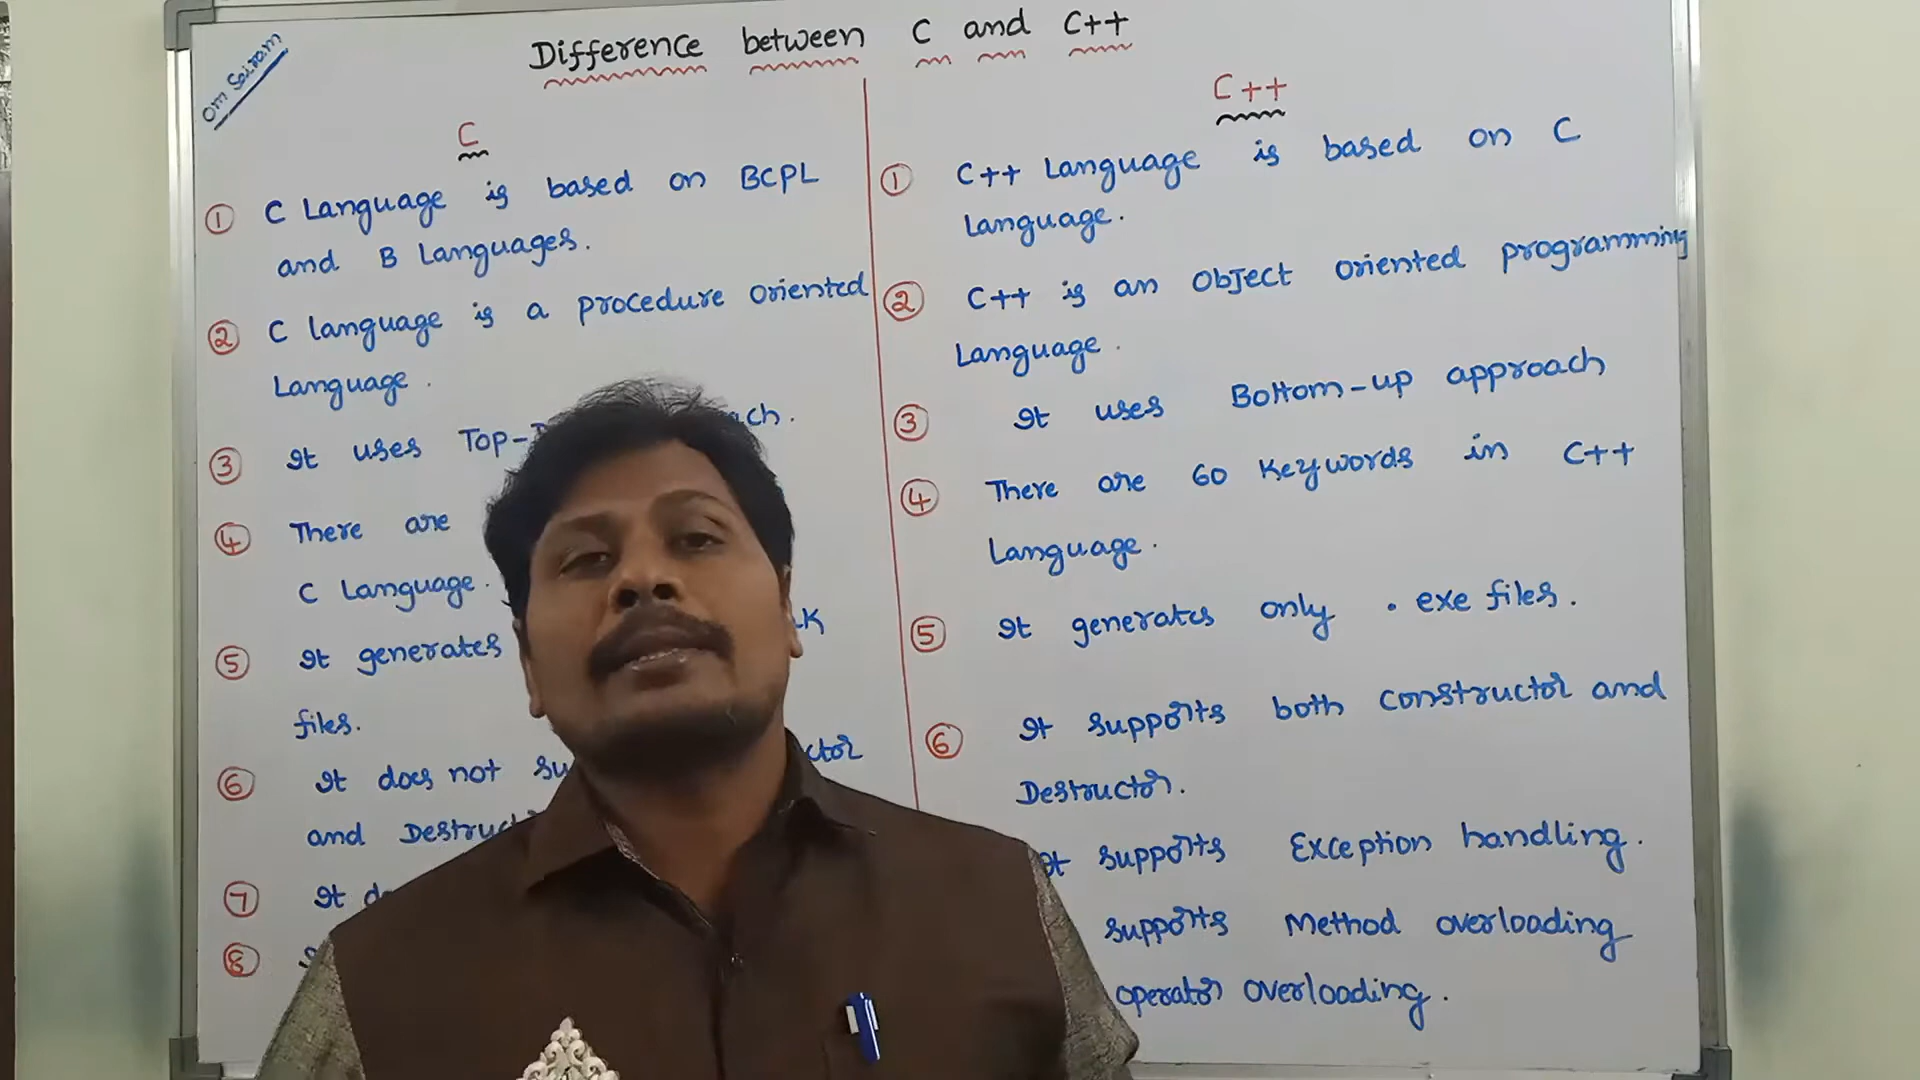 Om Sairam
Difference between C and C++
C
① C Language is based on BCPL
and B Languages.
② C language is a procedure oriented
Language.
③ It uses Top-
④ There are
C Language.
⑤ It generates
files.
⑥ It does not
and
⑦ It
⑧
C++
① C++ Language is based on C
Language.
② C++ is an Object oriented programming
Language.
③ It uses Bottom-up approach
④ There are 60 Keywords in C++
Language.
⑤ It generates only .exe files.
⑥ It supports both constructor and
Destructor.
It supports Exception handling.
supports Method overloading
operator overloading.